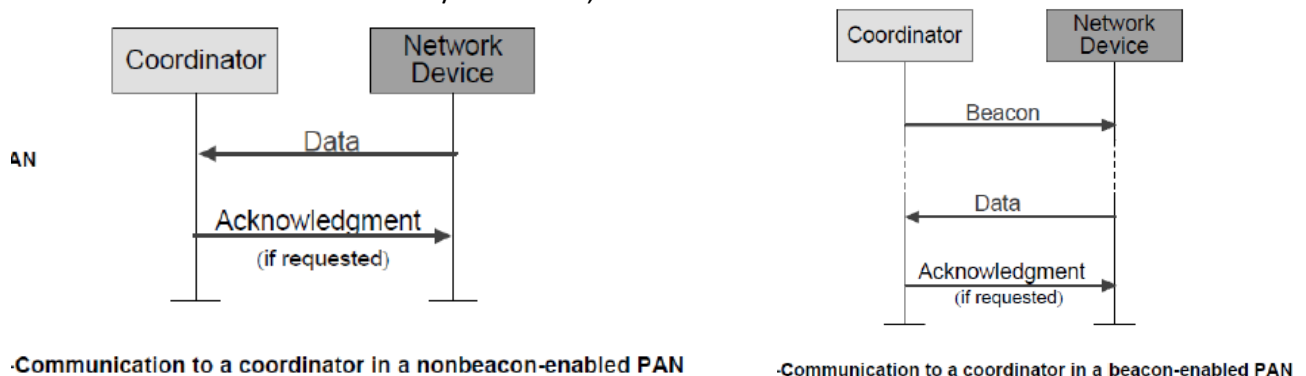 Coordinator
Network
Device
Data
AN
Acknowledgment
(if requested)
-Communication to a coordinator in a nonbeacon-enabled PAN
Coordinator
Network
Device
Beacon
Data
Acknowledgment
(if requested)
-Communication to a coordinator in a beacon-enabled PAN